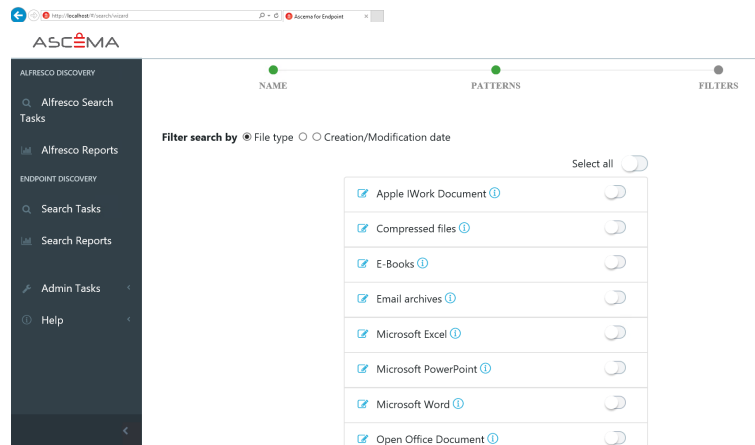 http://localhost/#/search/wizard
Ascema for Endpoint
ASCEMA
ALFRESCO DISCOVERY
NAME
PATTERNS
FILTERS
Alfresco Search
Tasks
Filter search by File type Creation/Modification date
Alfresco Reports
Select all
ENDPOINT DISCOVERY
Apple IWork Document
Search Tasks
Compressed files
Search Reports
E-Books
Admin Tasks
Email archives
Help
Microsoft Excel
Microsoft PowerPoint
Microsoft Word
Open Office Document